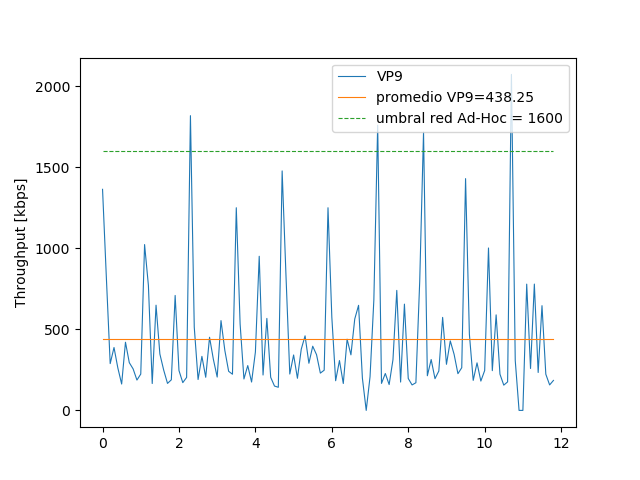 VP9
promedio VP9=438.25
umbral red Ad-Hoc = 1600
Throughput [kbps]
2000
1500
1000
500
0
0 2 4 6 8 10 12